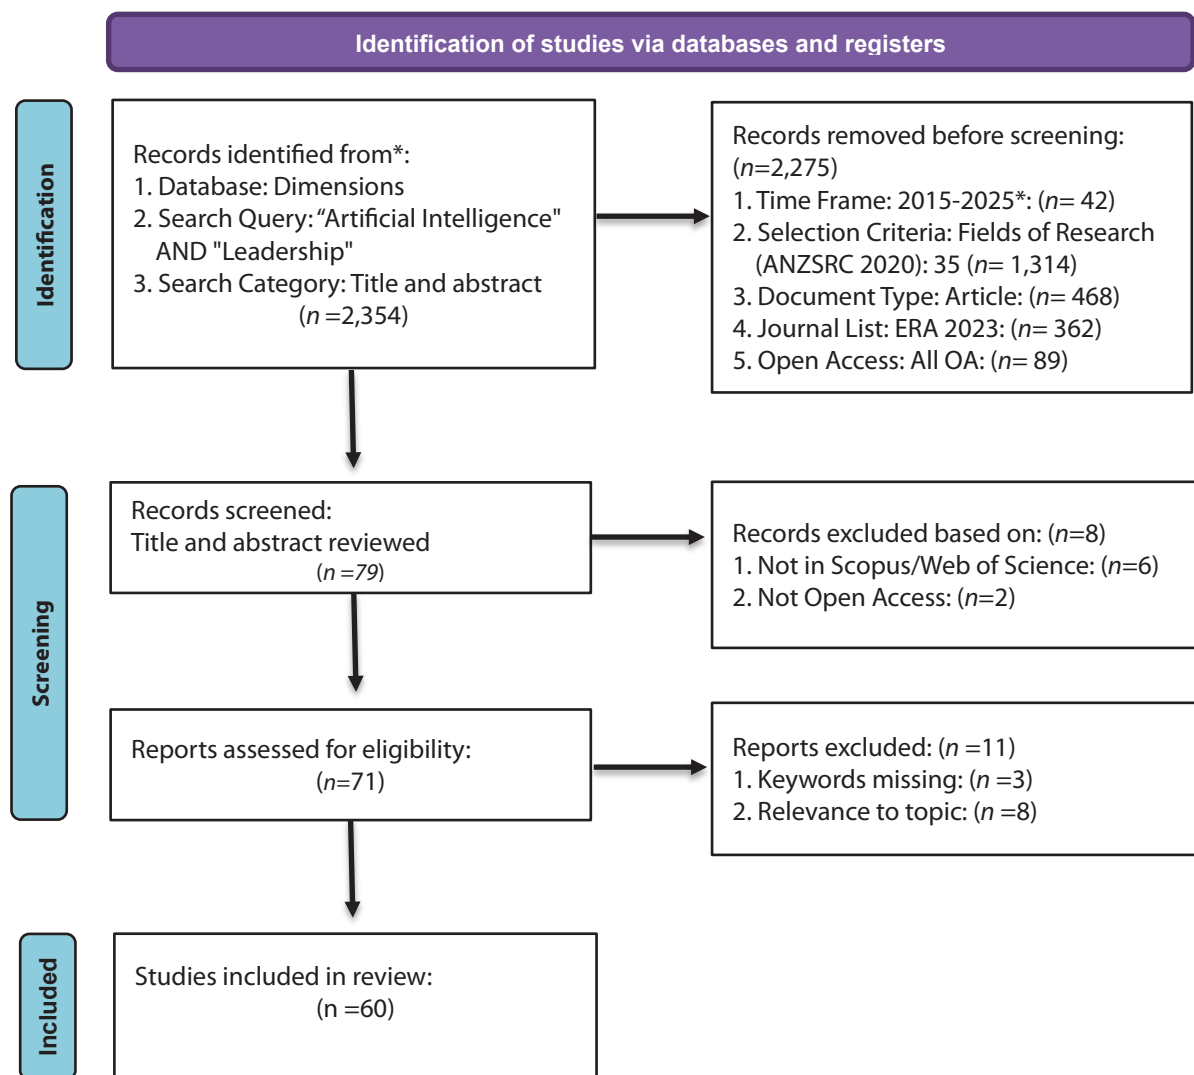 Identification of studies via databases and registers
Identification
Records identified from*:
1. Database: Dimensions
2. Search Query: “Artificial Intelligence"
AND "Leadership"
3. Search Category: Title and abstract
(n =2,354)
Records removed before screening:
(n=2,275)
1. Time Frame: 2015-2025*: (n= 42)
2. Selection Criteria: Fields of Research
(ANZSRC 2020): 35 (n= 1,314)
3. Document Type: Article: (n= 468)
4. Journal List: ERA 2023: (n= 362)
5. Open Access: All OA: (n= 89)
Screening
Records screened:
Title and abstract reviewed
(n =79)
Records excluded based on: (n=8)
1. Not in Scopus/Web of Science: (n=6)
2. Not Open Access: (n=2)
Reports assessed for eligibility:
(n=71)
Reports excluded: (n =11)
1. Keywords missing: (n =3)
2. Relevance to topic: (n =8)
Included
Studies included in review:
(n =60)